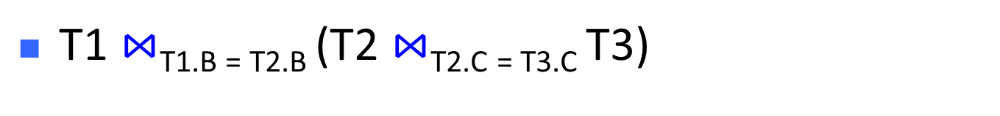 ▪ T1 ⋈ T1.B = T2.B (T2 ⋈ T2.C = T3.C T3)